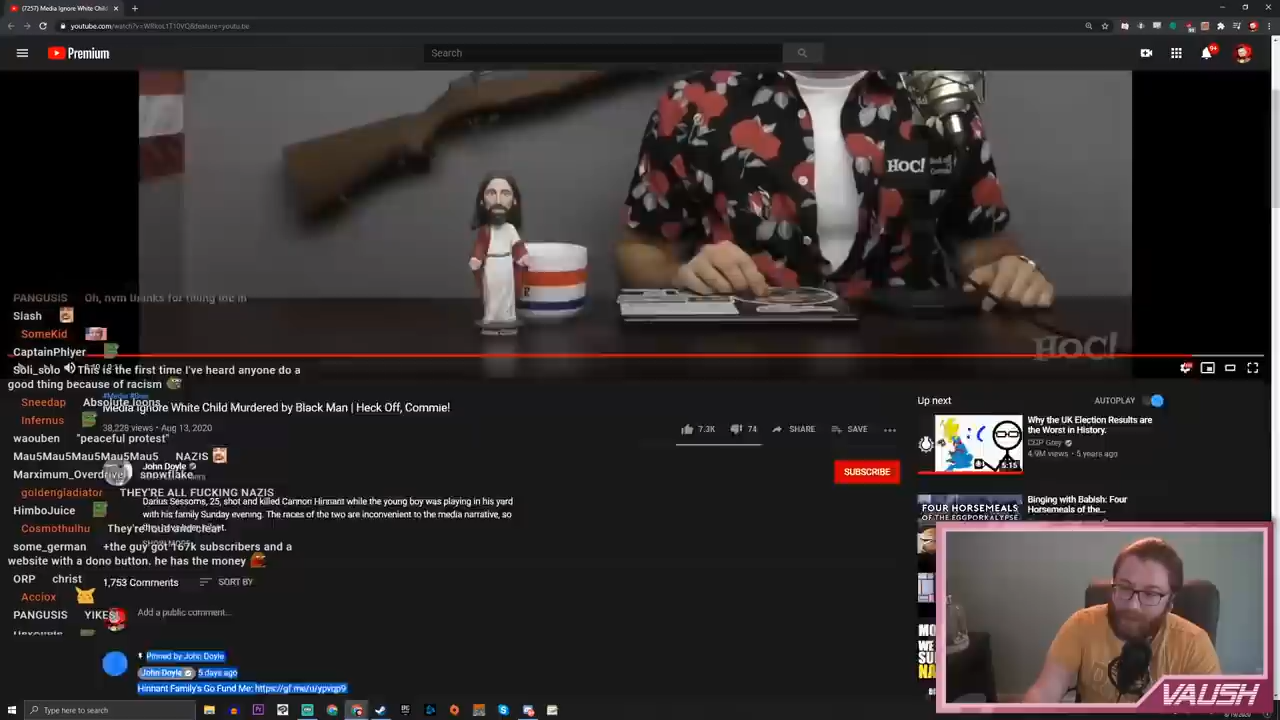 (7257) Media Ignore White Child
youtube.com/watch?v=
Premium
Search
9+
HOC!
HOC!
PANGUSIS Oh, nvm thanks for filling me in
Slash
SomeKid
CaptainPhlyer
Soli_solo This is the first time I've heard anyone do a
good thing because of racism
Sneedap Absolute loons
Infernus
waouben "peaceful protest"
Mau5Mau5Mau5Mau5Mau5 NAZIS
Marximum_Overdrive snowflake
goldengladiator THEY'RE ALL FUCKING NAZIS
HimboJuice
Cosmothulhu They're
some_german +the guy got 167k subscribers and a
website with a dono button. he has the money
ORP christ
Acciox
PANGUSIS YIKES
Media Ignore White Child Murdered by Black Man | Heck Off, Commie!
38,228 views • Aug 13, 2020
7.3K
74
SHARE
SAVE
John Doyle
SUBSCRIBE
Darius Sessoms, 25, shot and killed Cannon Hinnant while the young boy was playing in his yard
with his family Sunday evening. The races of the two are inconvenient to the media narrative, so
SHOW MORE
1,753 Comments
SORT BY
Add a public comment...
Pinned by John Doyle
John Doyle
5 days ago
Hinnant Family's Go Fund Me: https://gf.me/u/ypvqp9
Up next
AUTOPLAY
Why the UK Election Results are
the Worst in History.
CGP Grey
4.9M views • 5 years ago
5:15
Binging with Babish: Four
Horsemeals of the...
FOUR HORSEMEALS
OF THE EGGPORKALYPSE
VAUSH
Type here to search